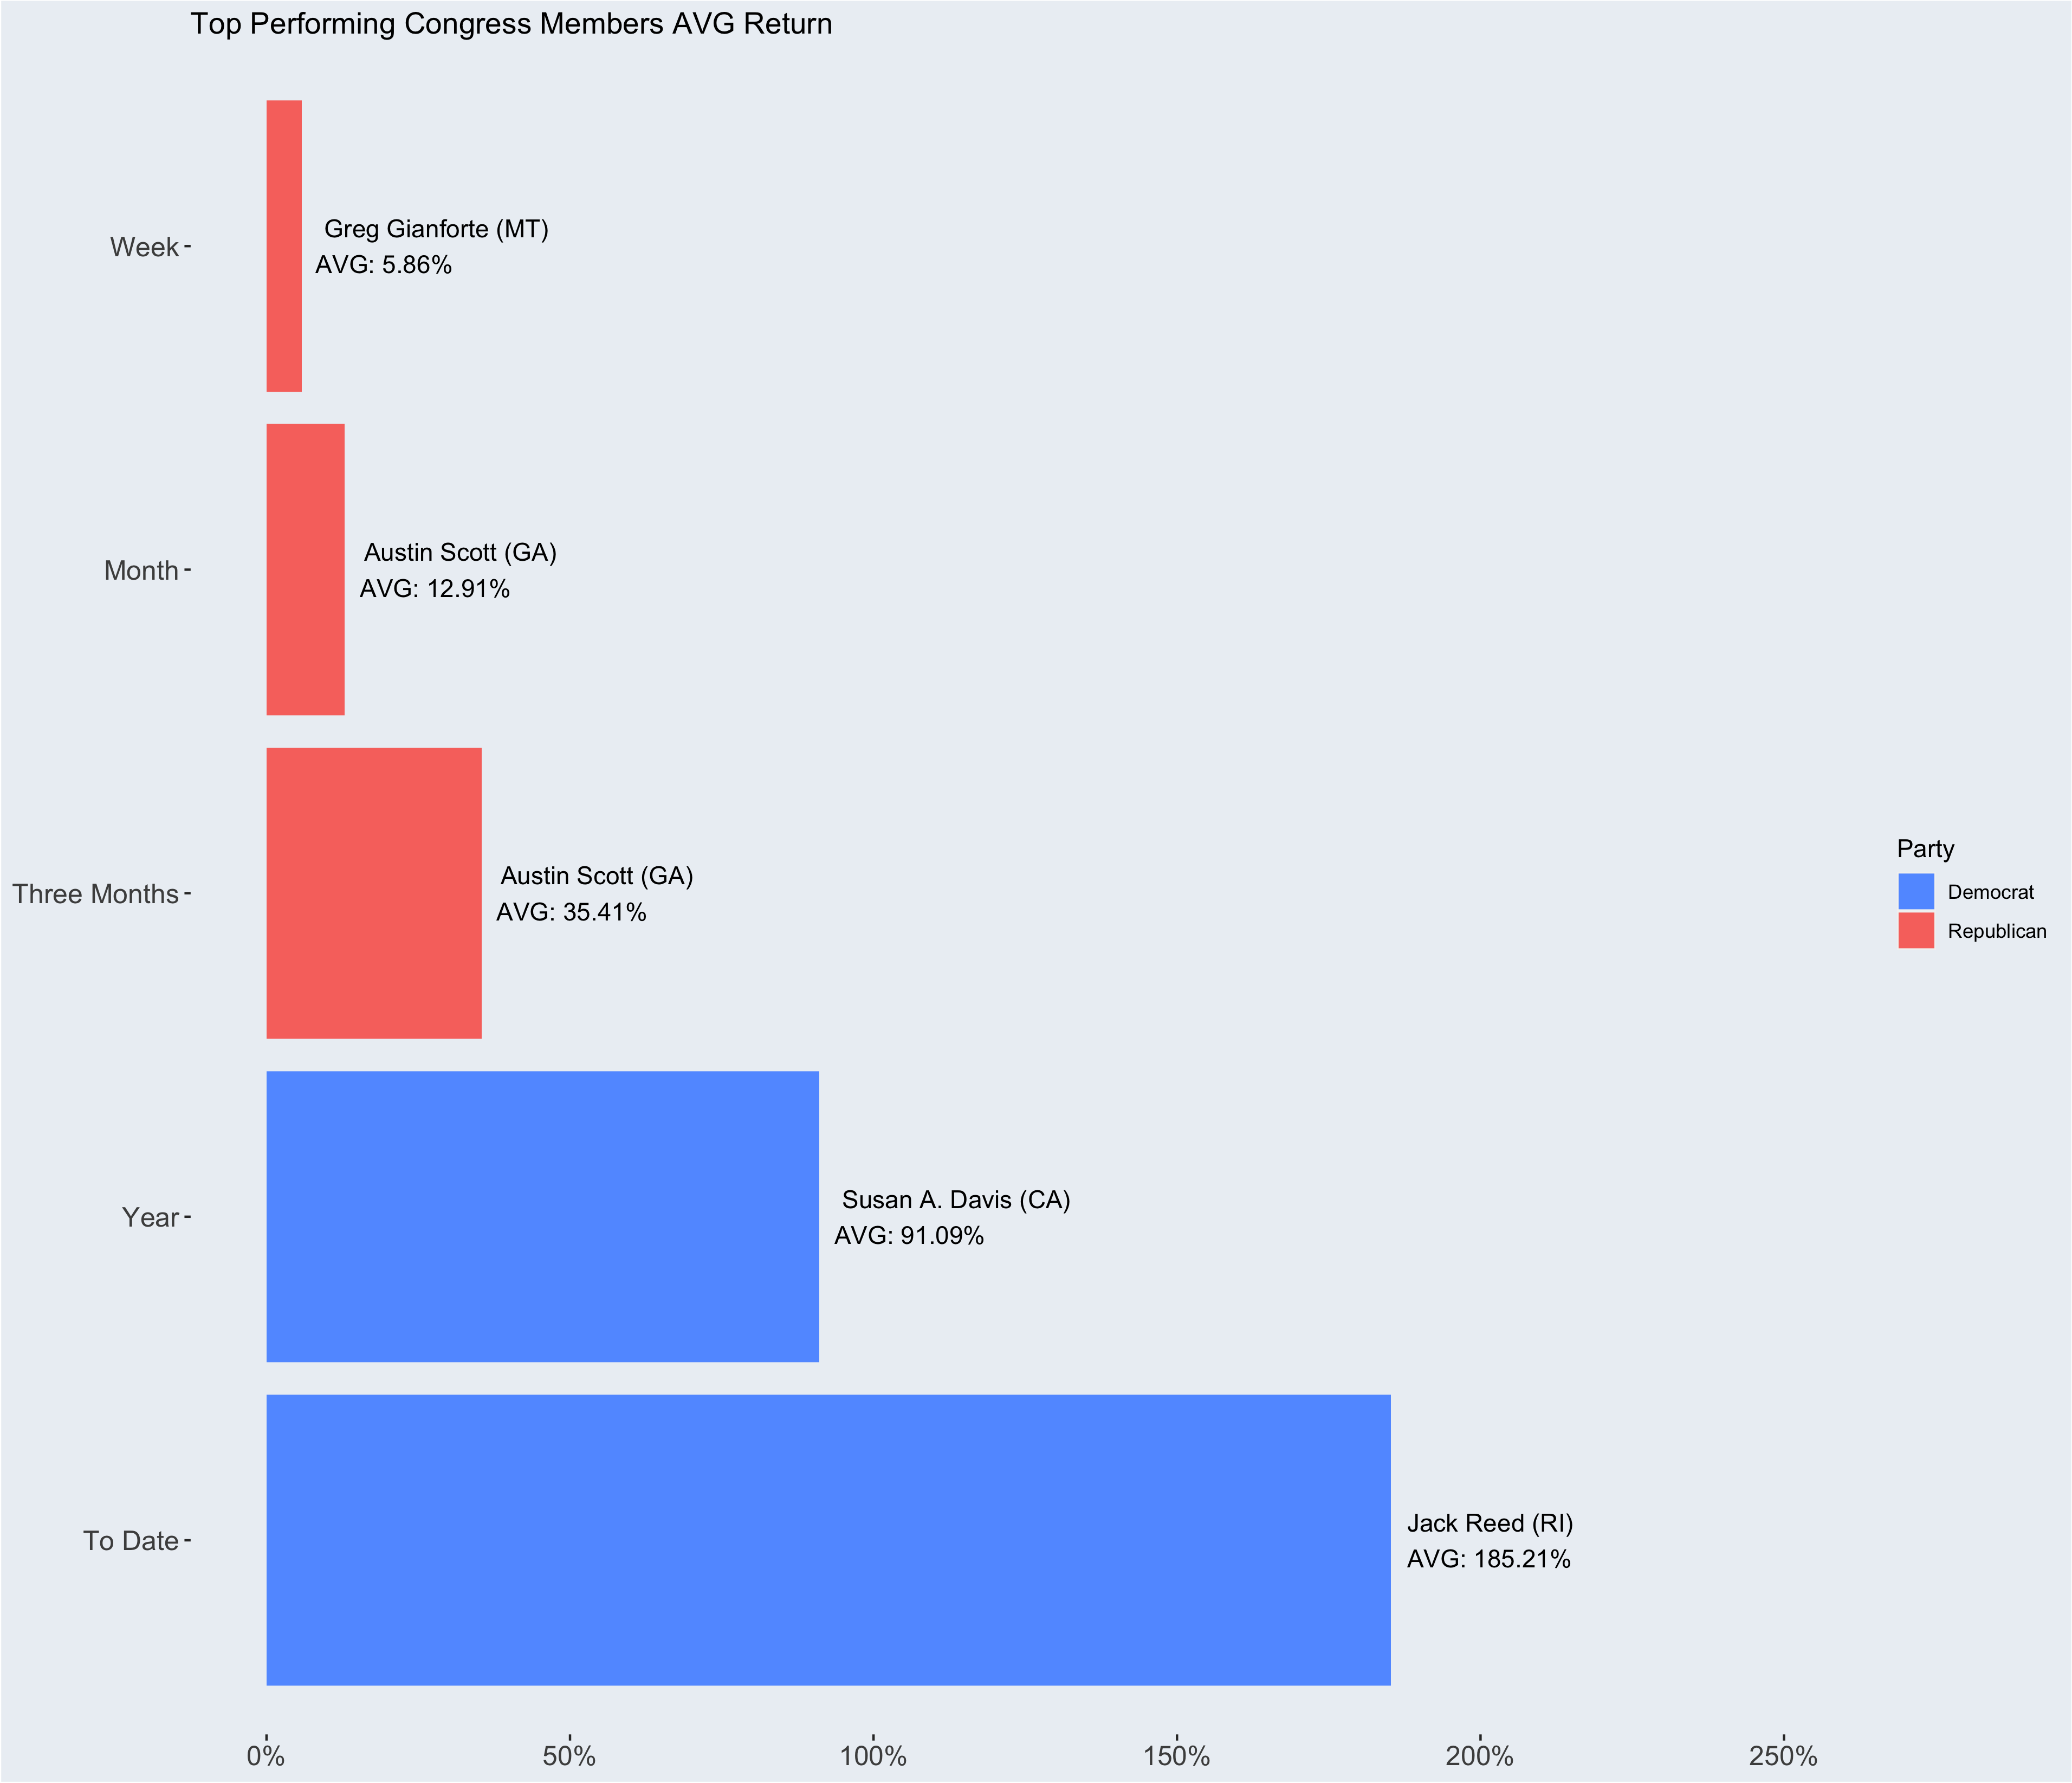 Top Performing Congress Members AVG Return
Week
Greg Gianforte (MT)
AVG: 5.86%
Month
Austin Scott (GA)
AVG: 12.91%
Three Months
Austin Scott (GA)
AVG: 35.41%
Year
Susan A. Davis (CA)
AVG: 91.09%
To Date
Jack Reed (RI)
AVG: 185.21%
0% 50% 100% 150% 200% 250%
Party
Democrat
Republican